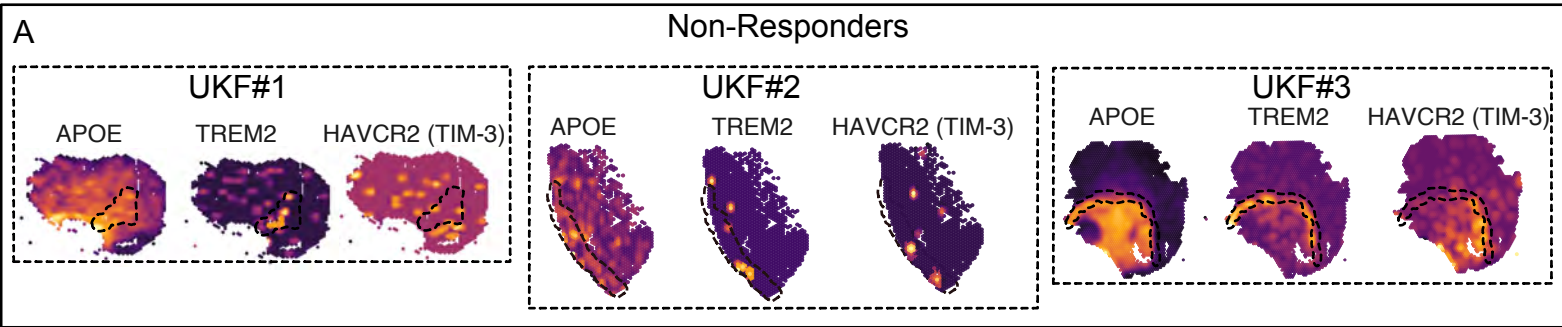 A
Non-Responders
UKF#1
APOE TREM2 HAVCR2 (TIM-3)
UKF#2
APOE TREM2 HAVCR2 (TIM-3)
UKF#3
APOE TREM2 HAVCR2 (TIM-3)